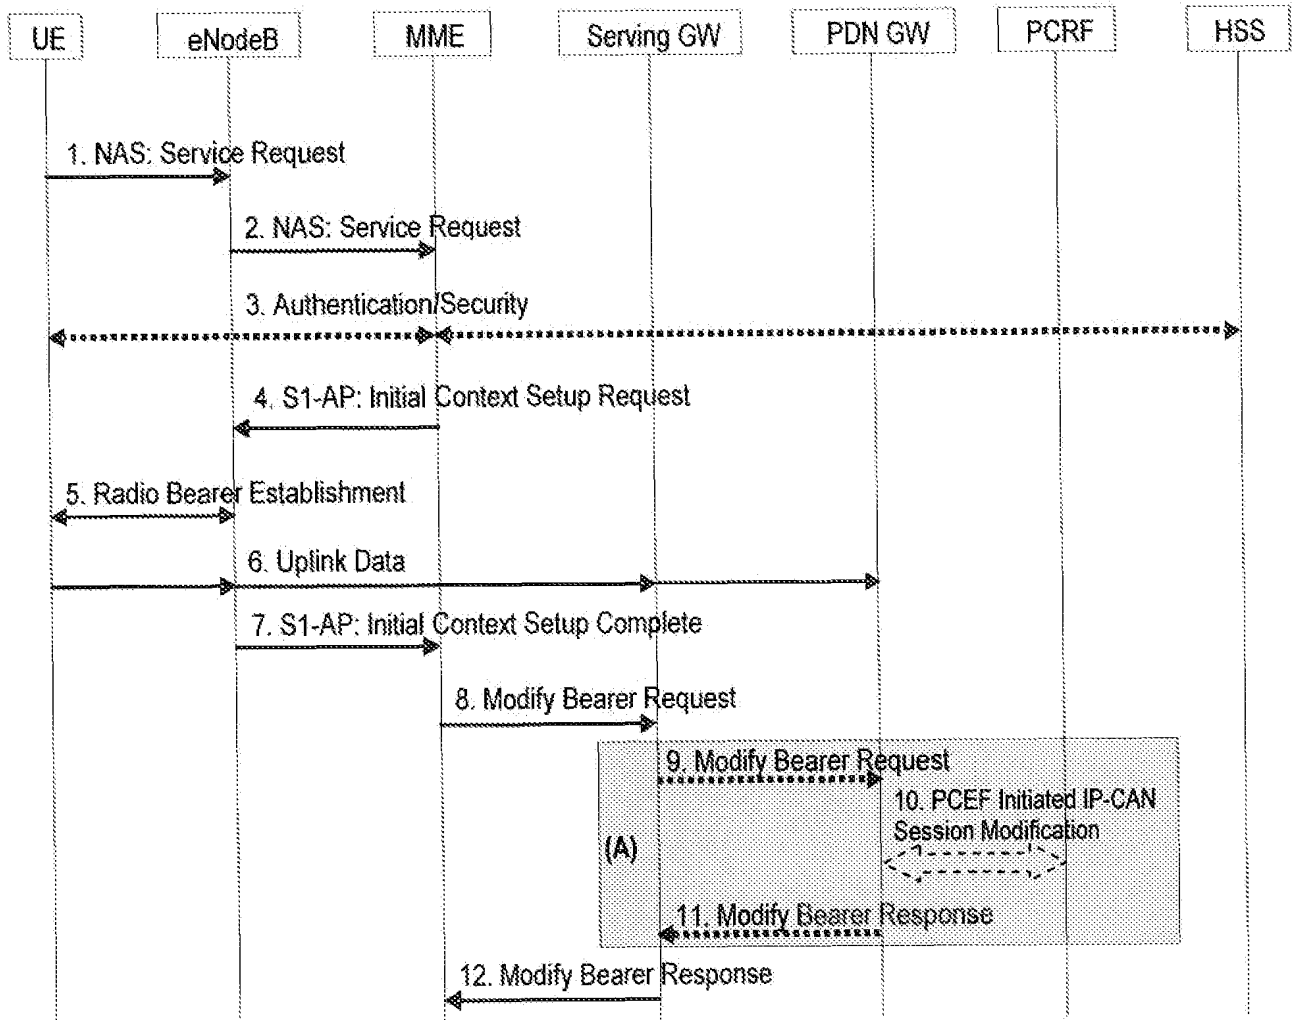 UE eNodeB MME Serving GW PDN GW PCRF HSS
1. NAS: Service Request
2. NAS: Service Request
3. Authentication/Security
4. S1-AP: Initial Context Setup Request
5. Radio Bearer Establishment
6. Uplink Data
7. S1-AP: Initial Context Setup Complete
8. Modify Bearer Request
9. Modify Bearer Request
10. PCEF Initiated IP-CAN
Session Modification
(A)
11. Modify Bearer Response
12. Modify Bearer Response